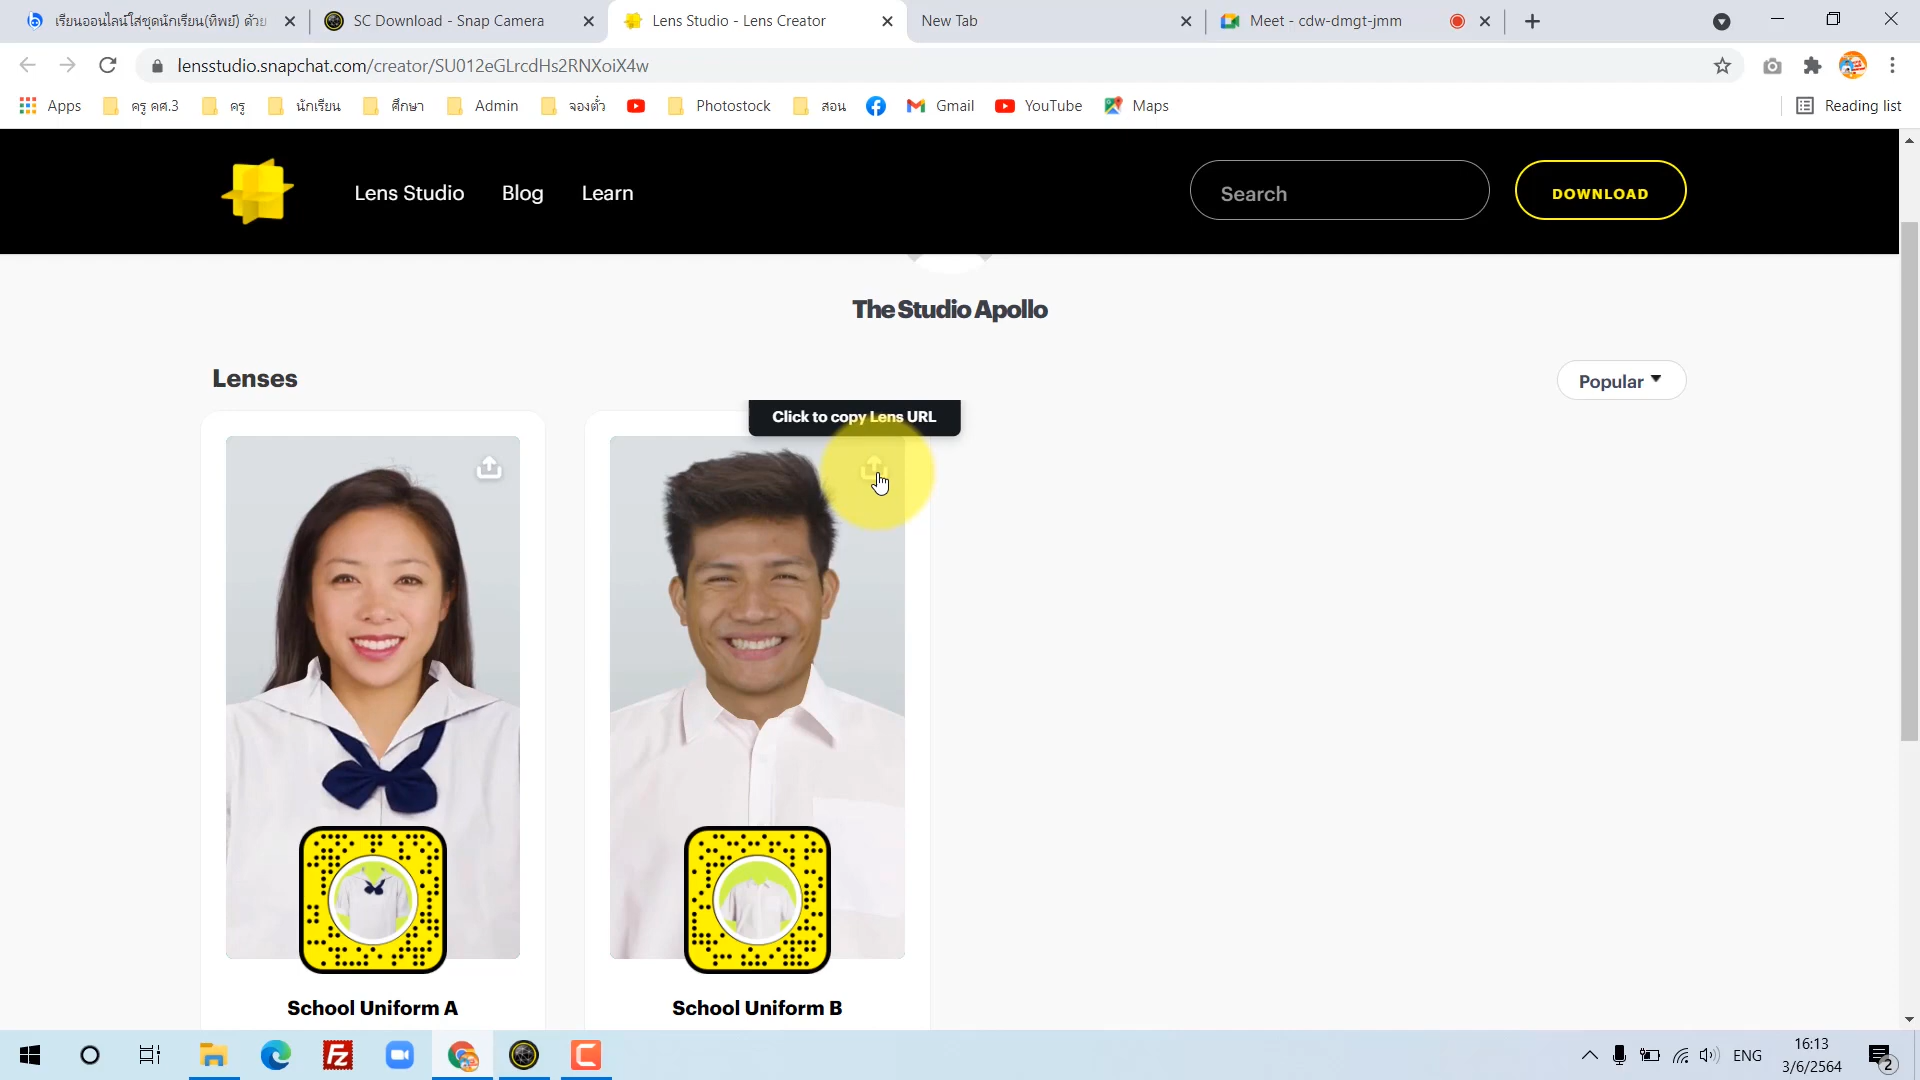 เรียนออนไลน์ใส่ชุดนักเรียน(ทิพย์) ด้วย
SC Download - Snap Camera
Lens Studio - Lens Creator
New Tab
Meet - cdw-dmgt-jmm
lensstudio.snapchat.com/creator/SU012eGLrcdHs2RNXoiX4w
Apps
ครู คศ.3
ครู
นักเรียน
ศึกษา
Admin
จองตั๋ว
Photostock
สอน
Gmail
YouTube
Maps
Reading list
Lens Studio
Blog
Learn
Search
DOWNLOAD
The Studio Apollo
Lenses
Popular
Click to copy Lens URL
School Uniform A
School Uniform B
ENG
16:13
3/6/2564
2